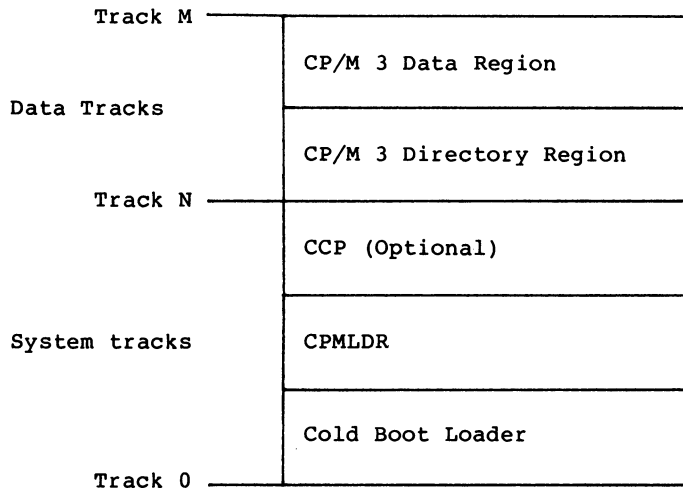 Track M
CP/M 3 Data Region
Data Tracks
CP/M 3 Directory Region
Track N
CCP (Optional)
System tracks
CPMLDR
Cold Boot Loader
Track 0